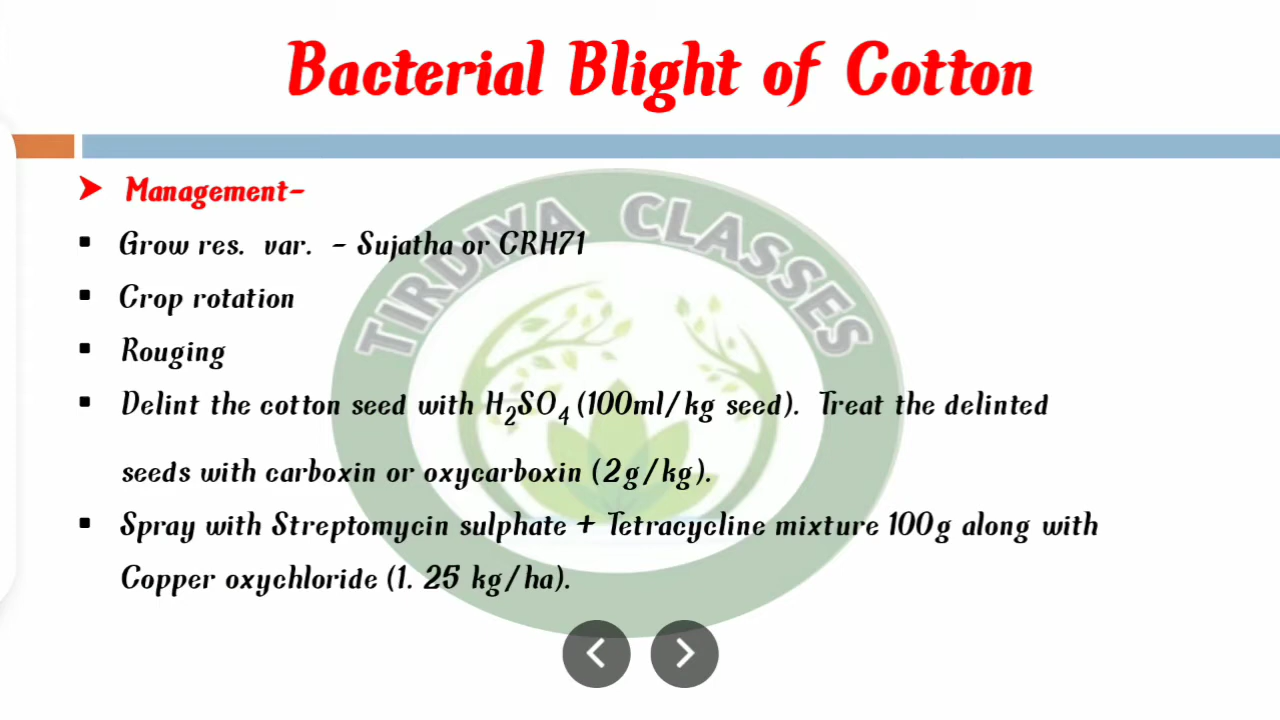 Bacterial Blight of Cotton
Management-
Grow res. var. - Sujatha or CRH71
Crop rotation
Rouging
Delint the cotton seed with H₂SO₄ (100ml/kg seed). Treat the delinted
seeds with carboxin or oxycarboxin (2g/kg).
Spray with Streptomycin sulphate + Tetracycline mixture 100g along with
Copper oxychloride (1. 25 kg/ha).
TIRDIYA CLASSES